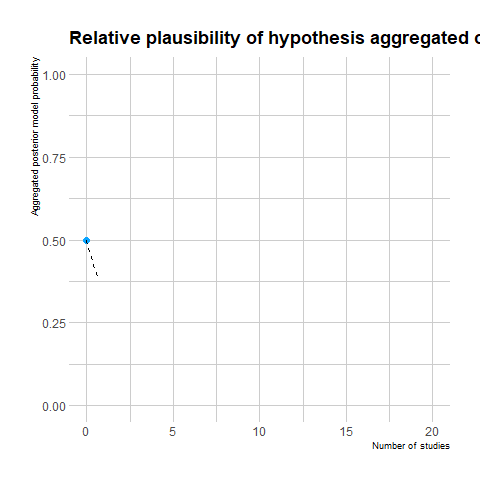 Relative plausibility of hypothesis aggregated o
Aggregated posterior model probability
1.00
0.75
0.50
0.25
0.00
0 5 10 15 20
Number of studies